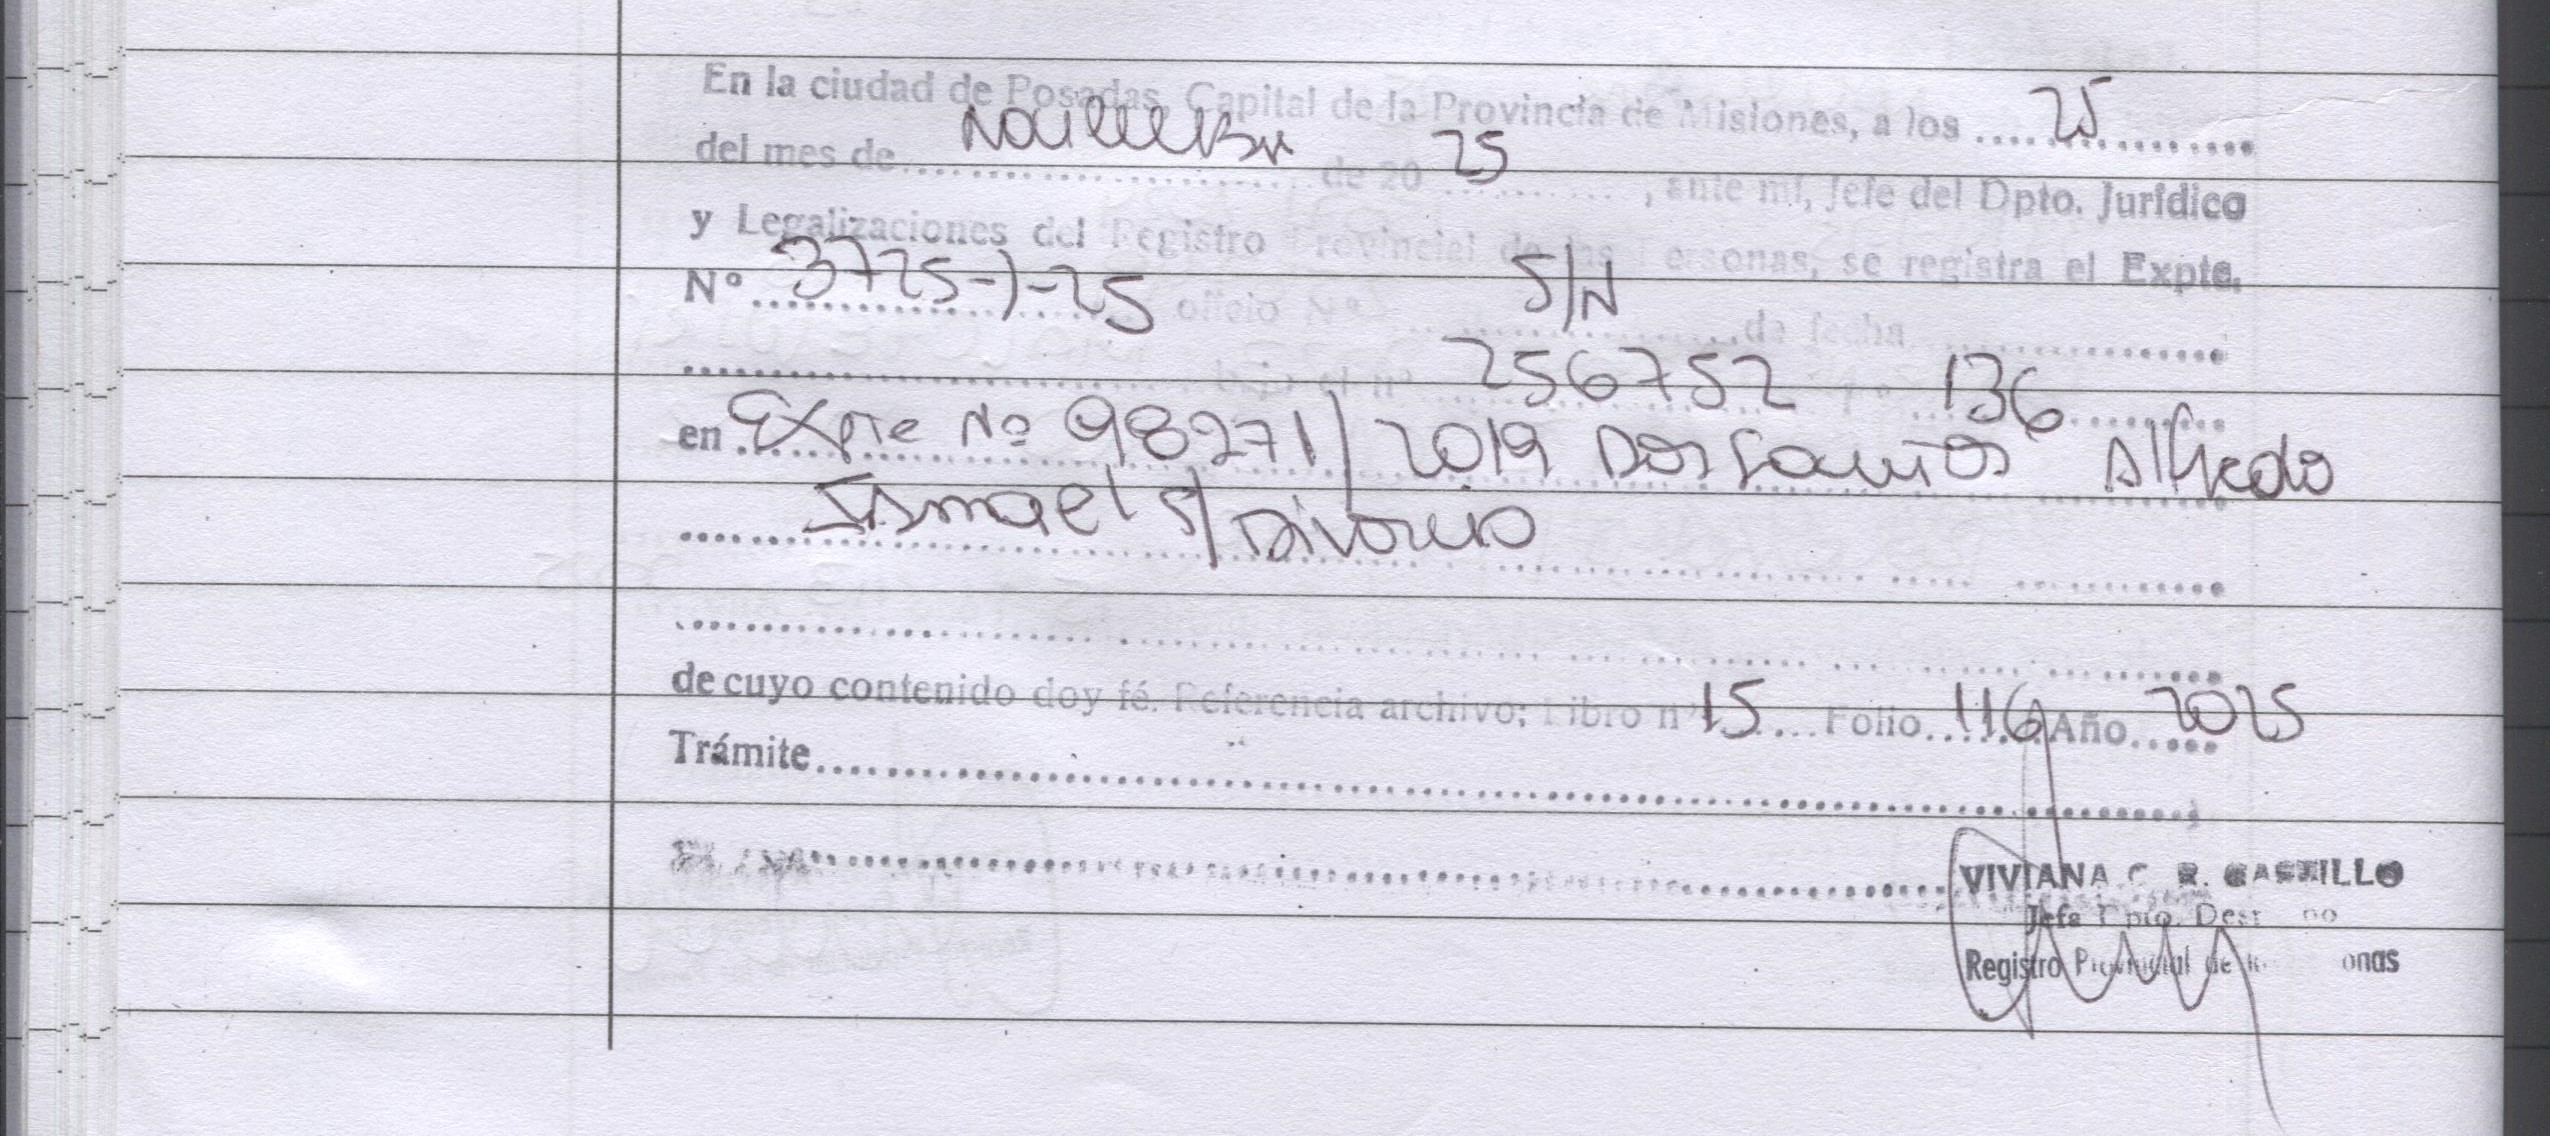 En la ciudad de Posadas, Capital de la Provincia de Misiones, a los .... 25 ..........
del mes de .......... Noviembre .......... de 20 25 .........., ante mí, Jefe del Dpto. Jurídico
y Legalizaciones del Registro Provincial de las Personas, se registra el Expte.
Nº .... 3725-J-25 .... oficio Nº .... S/N .... de fecha ..........
.......... bajo el nº 256752 Fº 136 ..........
en Expte Nº 98271/2019 Dos Santos Alfredo
.... Ismael S/ Divorcio ..........
..........
de cuyo contenido doy fé. Referencia archivo; Libro nº 15 .... Folio 116 Año 2025
Trámite ..........
VIVIANA C. R. CASTILLO
Jefa Dpto.
Registro Provincial de las Personas